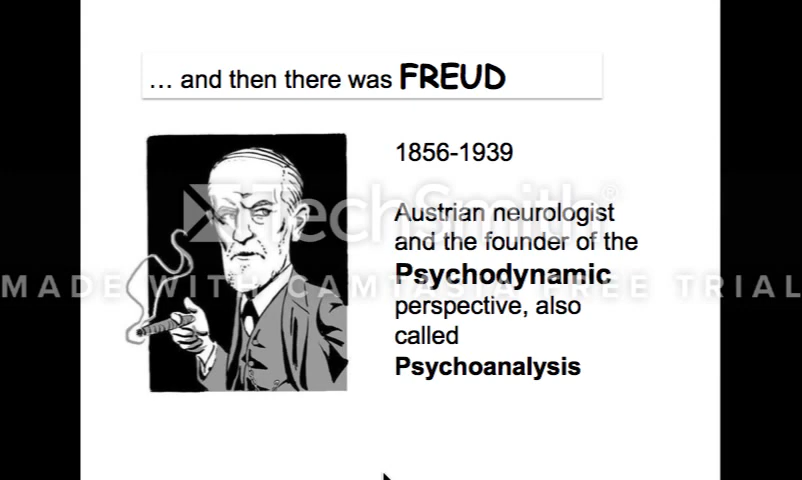 … and then there was FREUD
1856-1939
TechSmith®
Austrian neurologist
and the founder of the
Psychodynamic
MADE WITH CAMTASIA FREE TRIAL
perspective, also
called
Psychoanalysis